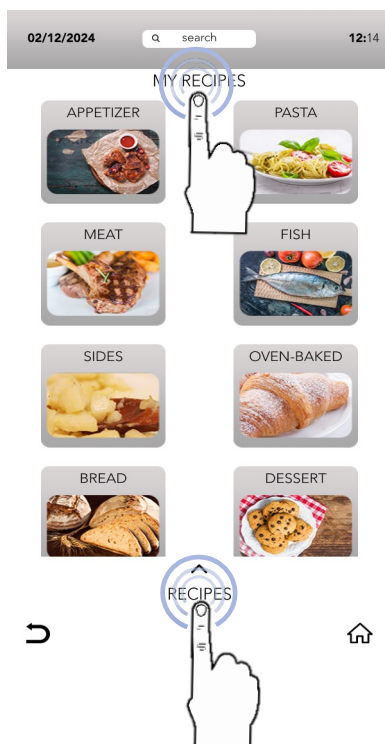 02/12/2024 search 12:14
MY RECIPES
APPETIZER PASTA
MEAT FISH
SIDES OVEN-BAKED
BREAD DESSERT
RECIPES